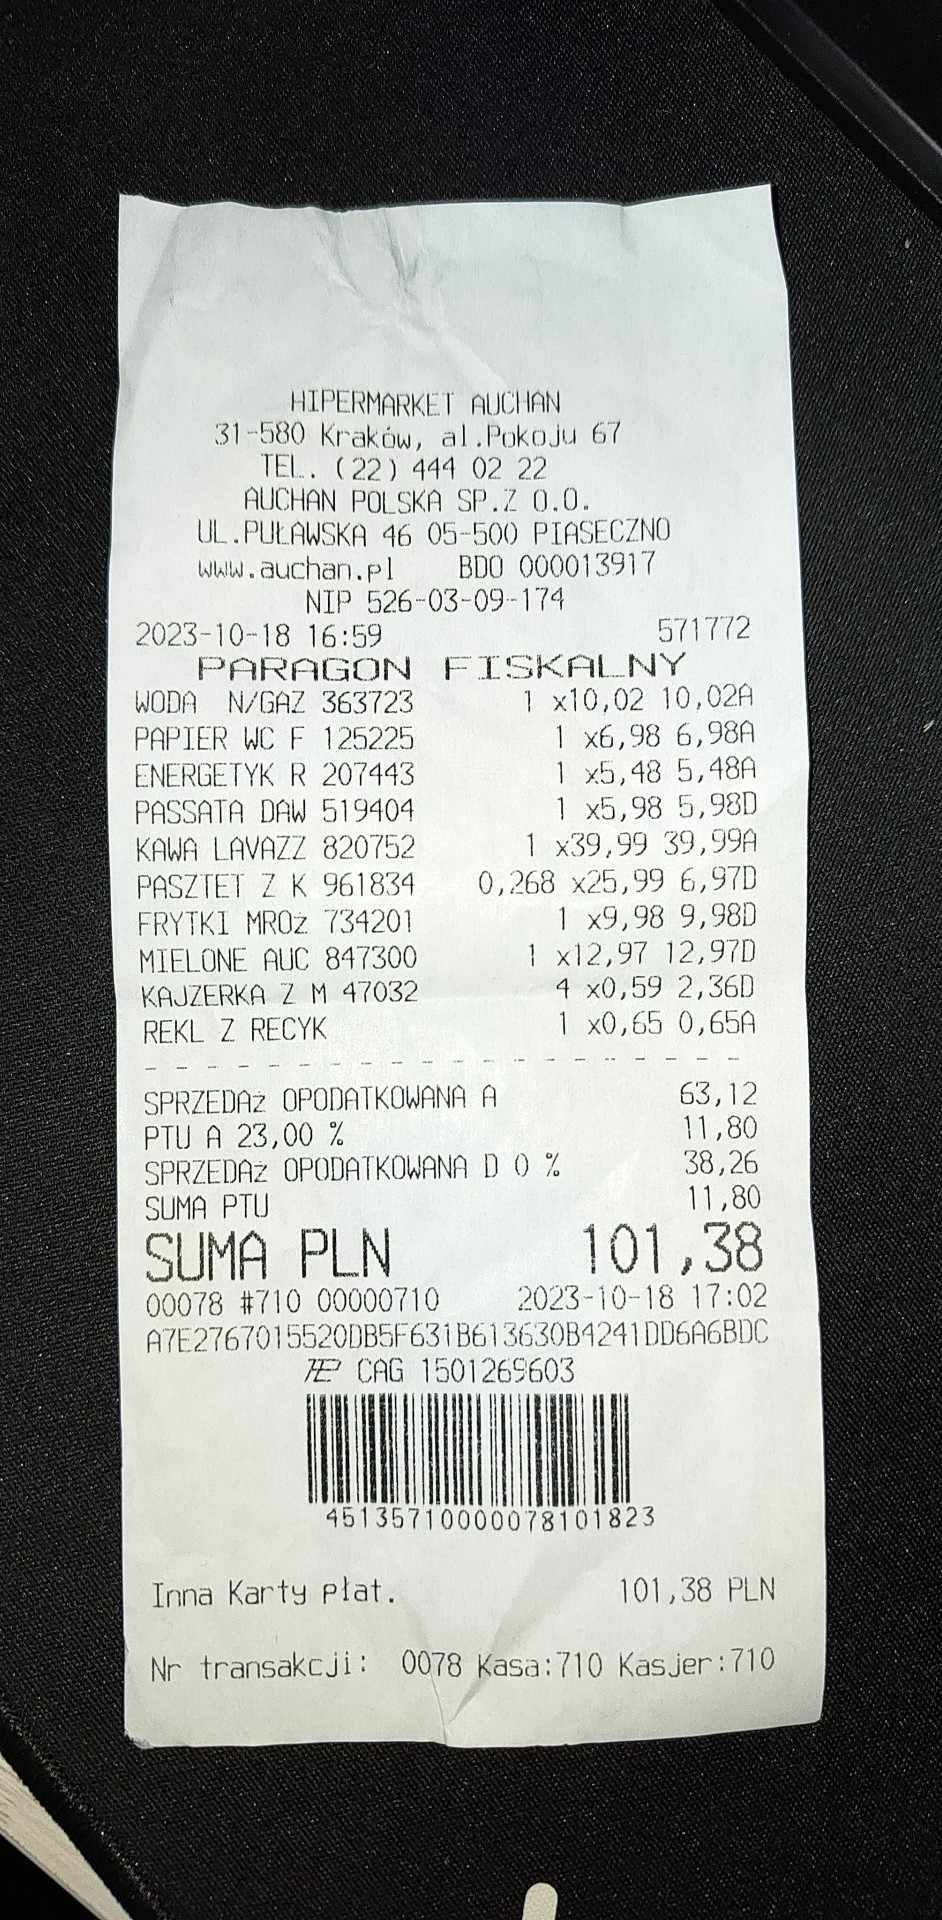 HIPERMARKET AUCHAN
31-580 Kraków, al.Pokoju 67
TEL. (22) 444 02 22
AUCHAN POLSKA SP.Z O.O.
UL.PUŁAWSKA 46 05-500 PIASECZNO
www.auchan.pl BDO 000013917
NIP 526-03-09-174
2023-10-18 16:59 571772
PARAGON FISKALNY
WODA N/GAZ 363723 1 x10,02 10,02A
PAPIER WC F 125225 1 x6,98 6,98A
ENERGETYK R 207443 1 x5,48 5,48A
PASSATA DAW 519404 1 x5,98 5,98D
KAWA LAVAZZ 820752 1 x39,99 39,99A
PASZTET Z K 961834 0,268 x25,99 6,97D
FRYTKI MROż 734201 1 x9,98 9,98D
MIELONE AUC 847300 1 x12,97 12,97D
KAJZERKA Z M 47032 4 x0,59 2,36D
REKL Z RECYK 1 x0,65 0,65A
SPRZEDAż OPODATKOWANA A 63,12
PTU A 23,00 % 11,80
SPRZEDAż OPODATKOWANA D 0 % 38,26
SUMA PTU 11,80
SUMA PLN 101,38
00078 #710 00000710 2023-10-18 17:02
A7E2767015520DB5F631B613630B4241DD6A6BDC
CAG 1501269603
45135710000078101823
Inna Karty płat. 101,38 PLN
Nr transakcji: 0078 Kasa:710 Kasjer:710